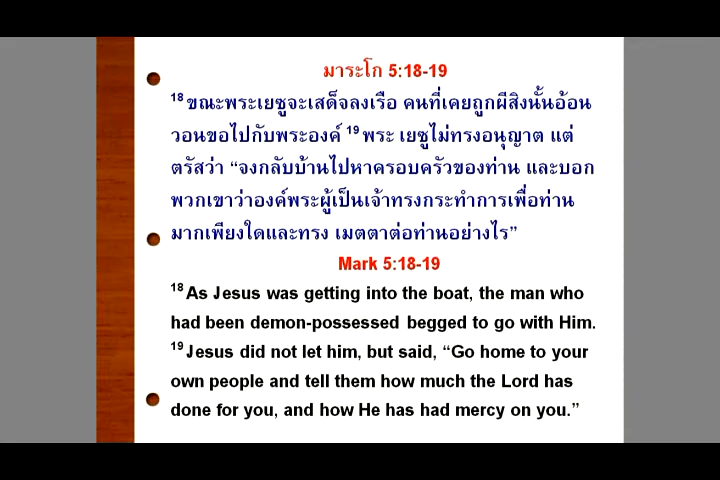 มาระโก 5:18-19
18 ขณะพระเยซูจะเสด็จลงเรือ คนที่เคยถูกผีสิงนั้นอ้อน
วอนขอไปกับพระองค์ 19 พระ เยซูไม่ทรงอนุญาต แต่
ตรัสว่า “จงกลับบ้านไปหาครอบครัวของท่าน และบอก
พวกเขาว่าองค์พระผู้เป็นเจ้าทรงกระทำการเพื่อท่าน
มากเพียงใดและทรง เมตตาต่อท่านอย่างไร”
Mark 5:18-19
18 As Jesus was getting into the boat, the man who
had been demon-possessed begged to go with Him.
19 Jesus did not let him, but said, “Go home to your
own people and tell them how much the Lord has
done for you, and how He has had mercy on you.”